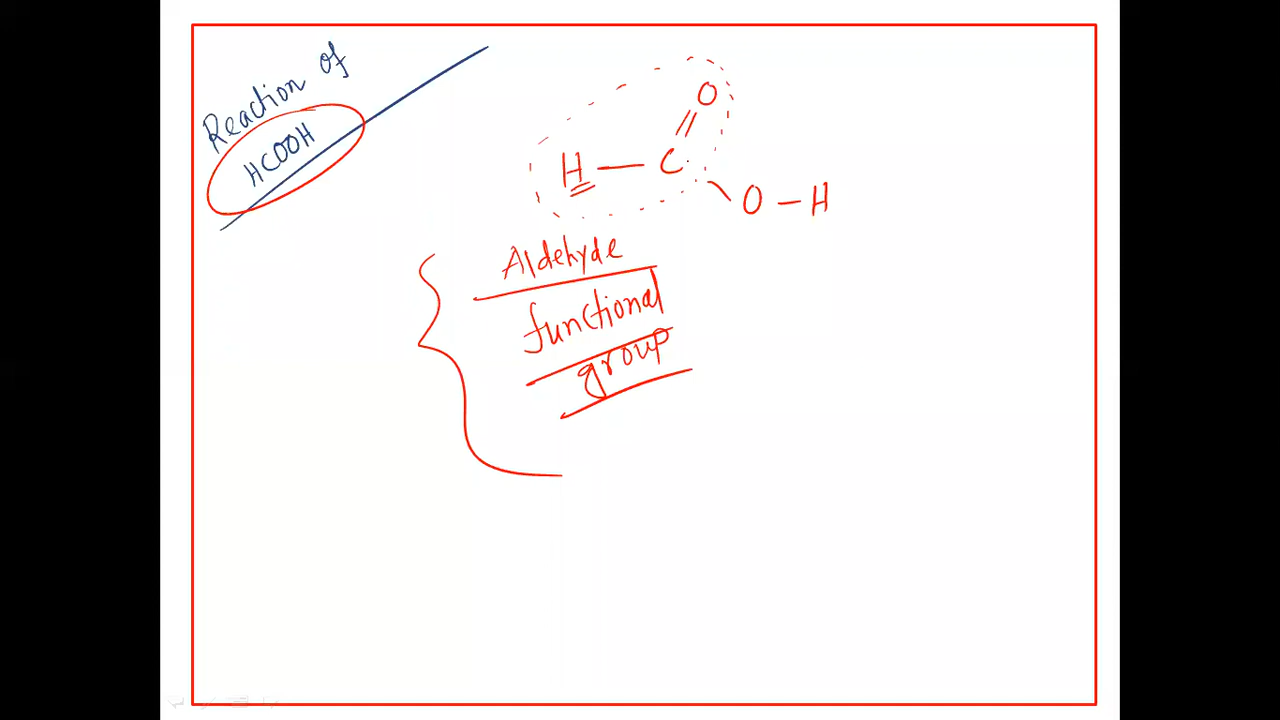 Reaction of
HCOOH
O
H — C
O — H
Aldehyde
functional
group